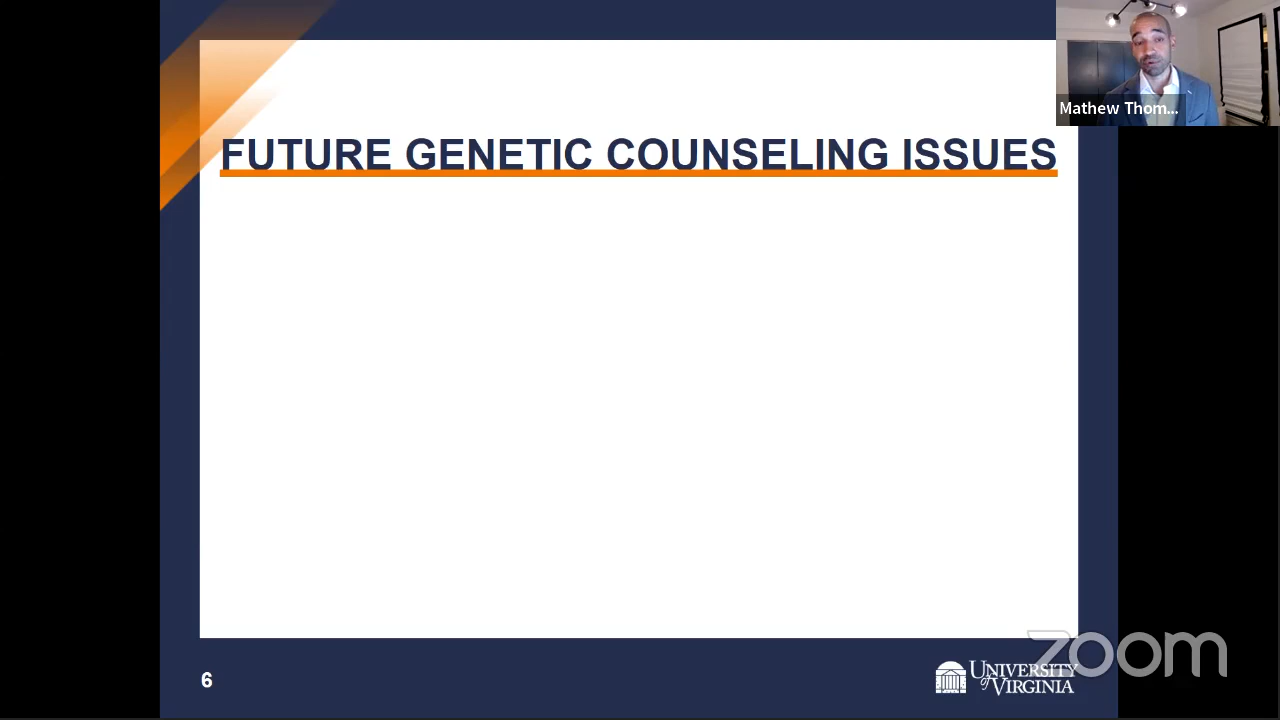 Mathew Thom...
FUTURE GENETIC COUNSELING ISSUES
zoom
6
UNIVERSITY
of VIRGINIA